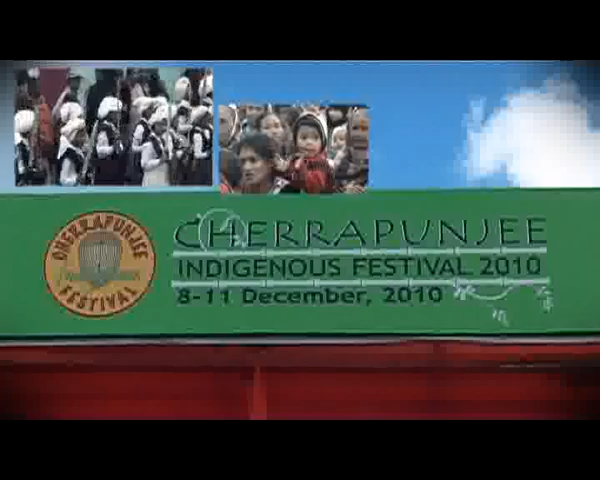 CHERRAPUNJEE
FESTIVAL
CHERRAPUNJEE
INDIGENOUS FESTIVAL 2010
8-11 December, 2010